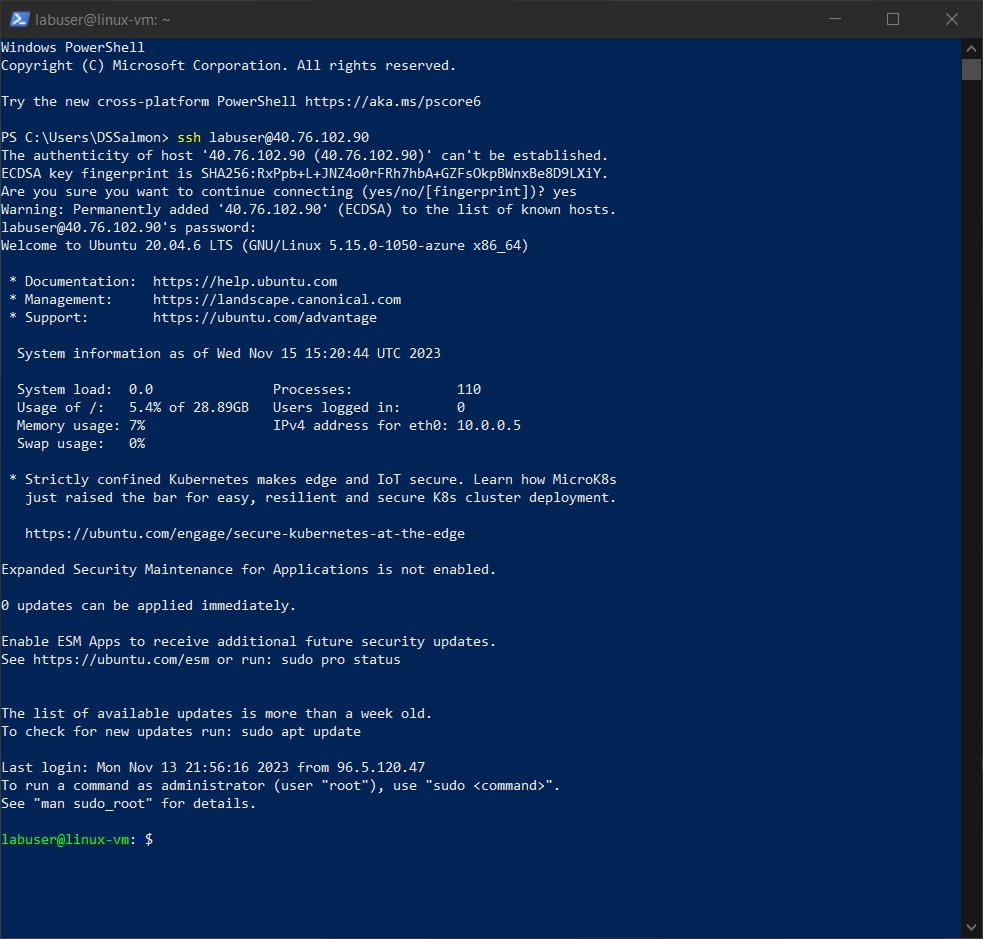 labuser@linux-vm: ~
Windows PowerShell
Copyright (C) Microsoft Corporation. All rights reserved.
Try the new cross-platform PowerShell https://aka.ms/pscore6
PS C:\Users\DSSalmon> ssh labuser@40.76.102.90
The authenticity of host '40.76.102.90 (40.76.102.90)' can't be established.
ECDSA key fingerprint is SHA256:RxPpb+L+JNZ4o0rFRh7hbA+GZFsOkpBWnxBe8D9LXiY.
Are you sure you want to continue connecting (yes/no/[fingerprint])? yes
Warning: Permanently added '40.76.102.90' (ECDSA) to the list of known hosts.
labuser@40.76.102.90's password:
Welcome to Ubuntu 20.04.6 LTS (GNU/Linux 5.15.0-1050-azure x86_64)
* Documentation:  https://help.ubuntu.com
* Management:     https://landscape.canonical.com
* Support:        https://ubuntu.com/advantage
System information as of Wed Nov 15 15:20:44 UTC 2023
System load:  0.0               Processes:             110
Usage of /:   5.4% of 28.89GB   Users logged in:       0
Memory usage: 7%                IPv4 address for eth0: 10.0.0.5
Swap usage:   0%
* Strictly confined Kubernetes makes edge and IoT secure. Learn how MicroK8s
just raised the bar for easy, resilient and secure K8s cluster deployment.
https://ubuntu.com/engage/secure-kubernetes-at-the-edge
Expanded Security Maintenance for Applications is not enabled.
0 updates can be applied immediately.
Enable ESM Apps to receive additional future security updates.
See https://ubuntu.com/esm or run: sudo pro status
The list of available updates is more than a week old.
To check for new updates run: sudo apt update
Last login: Mon Nov 13 21:56:16 2023 from 96.5.120.47
To run a command as administrator (user "root"), use "sudo <command>".
See "man sudo_root" for details.
labuser@linux-vm: $